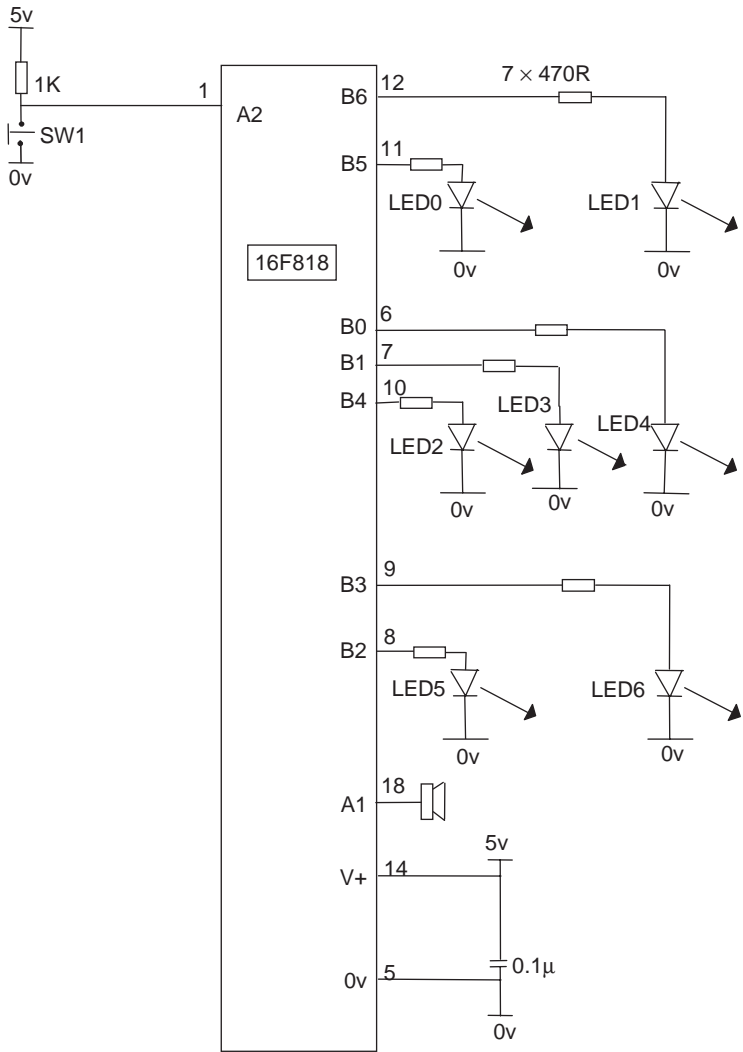 5v
1K
SW1
0v
1
A2
16F818
B6
12
7 × 470R
B5
11
LED0
LED1
0v
0v
B0
6
B1
7
B4
10
LED3
LED2
LED4
0v
0v
0v
B3
9
B2
8
LED5
LED6
0v
0v
A1
18
5v
V+
14
0.1µ
0v
5
0v